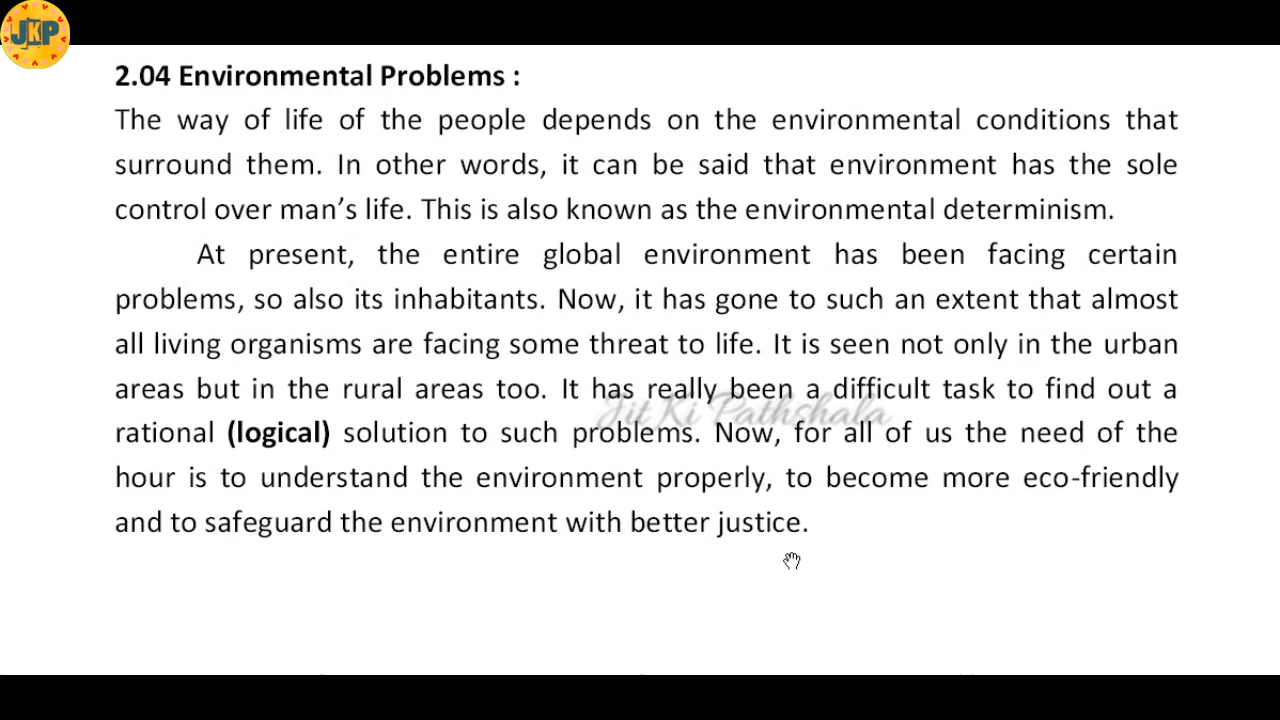 JKP
2.04 Environmental Problems :
The way of life of the people depends on the environmental conditions that
surround them. In other words, it can be said that environment has the sole
control over man’s life. This is also known as the environmental determinism.
At present, the entire global environment has been facing certain
problems, so also its inhabitants. Now, it has gone to such an extent that almost
all living organisms are facing some threat to life. It is seen not only in the urban
areas but in the rural areas too. It has really been a difficult task to find out a
Jit Ki Pathshala
rational (logical) solution to such problems. Now, for all of us the need of the
hour is to understand the environment properly, to become more eco-friendly
and to safeguard the environment with better justice.